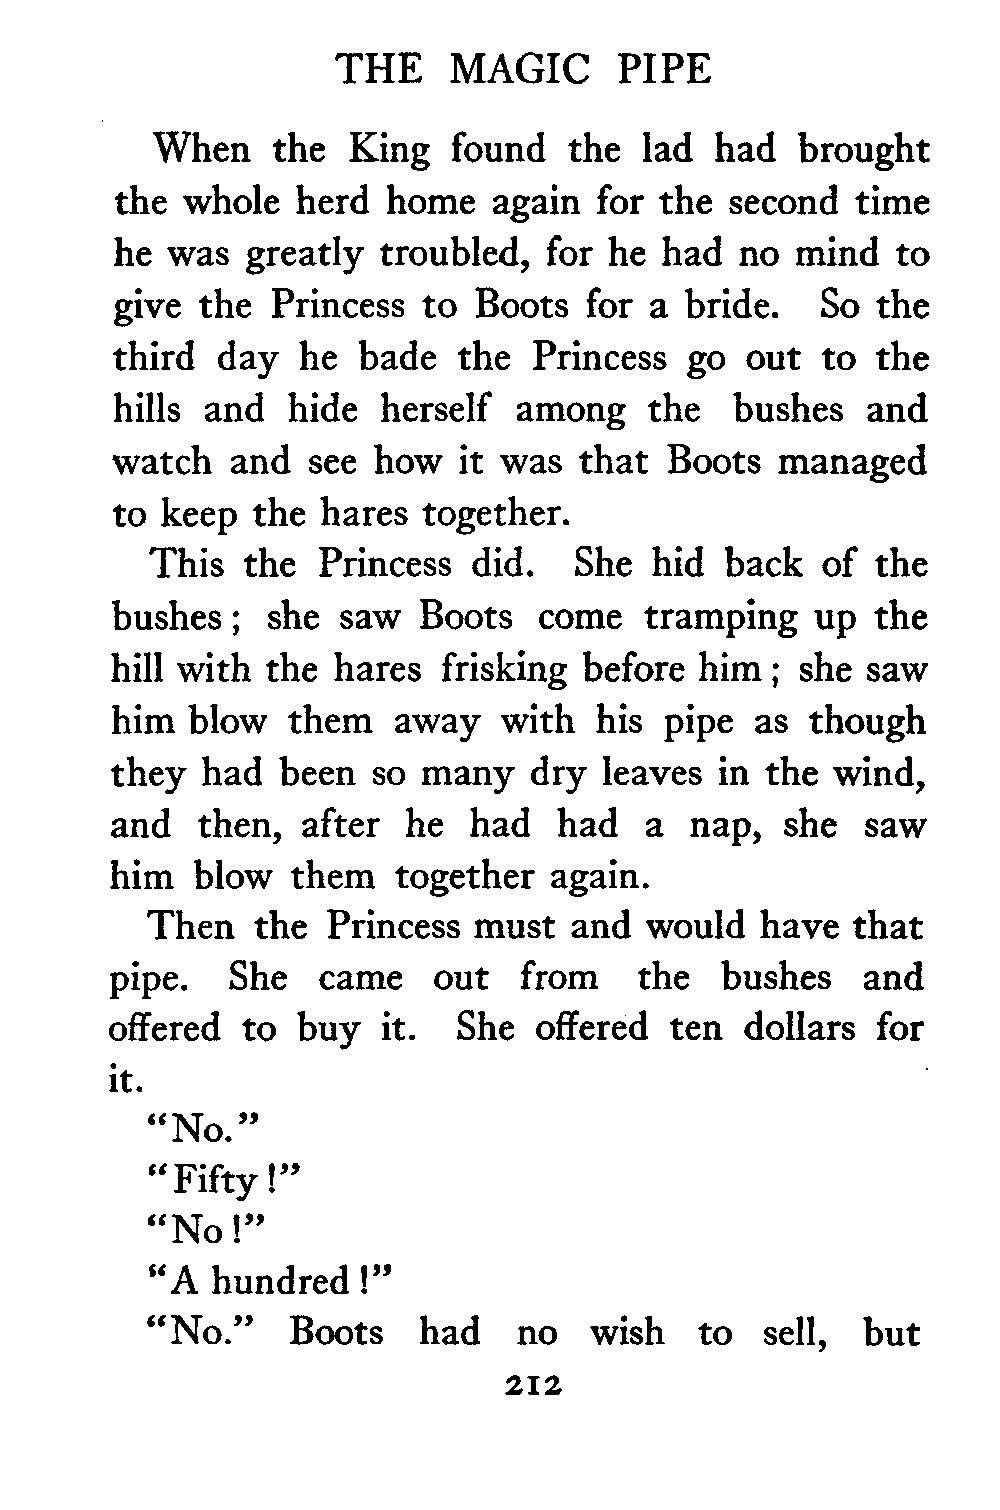 THE MAGIC PIPE
When the King found the lad had brought
the whole herd home again for the second time
he was greatly troubled, for he had no mind to
give the Princess to Boots for a bride. So the
third day he bade the Princess go out to the
hills and hide herself among the bushes and
watch and see how it was that Boots managed
to keep the hares together.
This the Princess did. She hid back of the
bushes; she saw Boots come tramping up the
hill with the hares frisking before him; she saw
him blow them away with his pipe as though
they had been so many dry leaves in the wind,
and then, after he had had a nap, she saw
him blow them together again.
Then the Princess must and would have that
pipe. She came out from the bushes and
offered to buy it. She offered ten dollars for
it.
“No.”
“Fifty!”
“No!”
“A hundred!”
“No.” Boots had no wish to sell, but
212